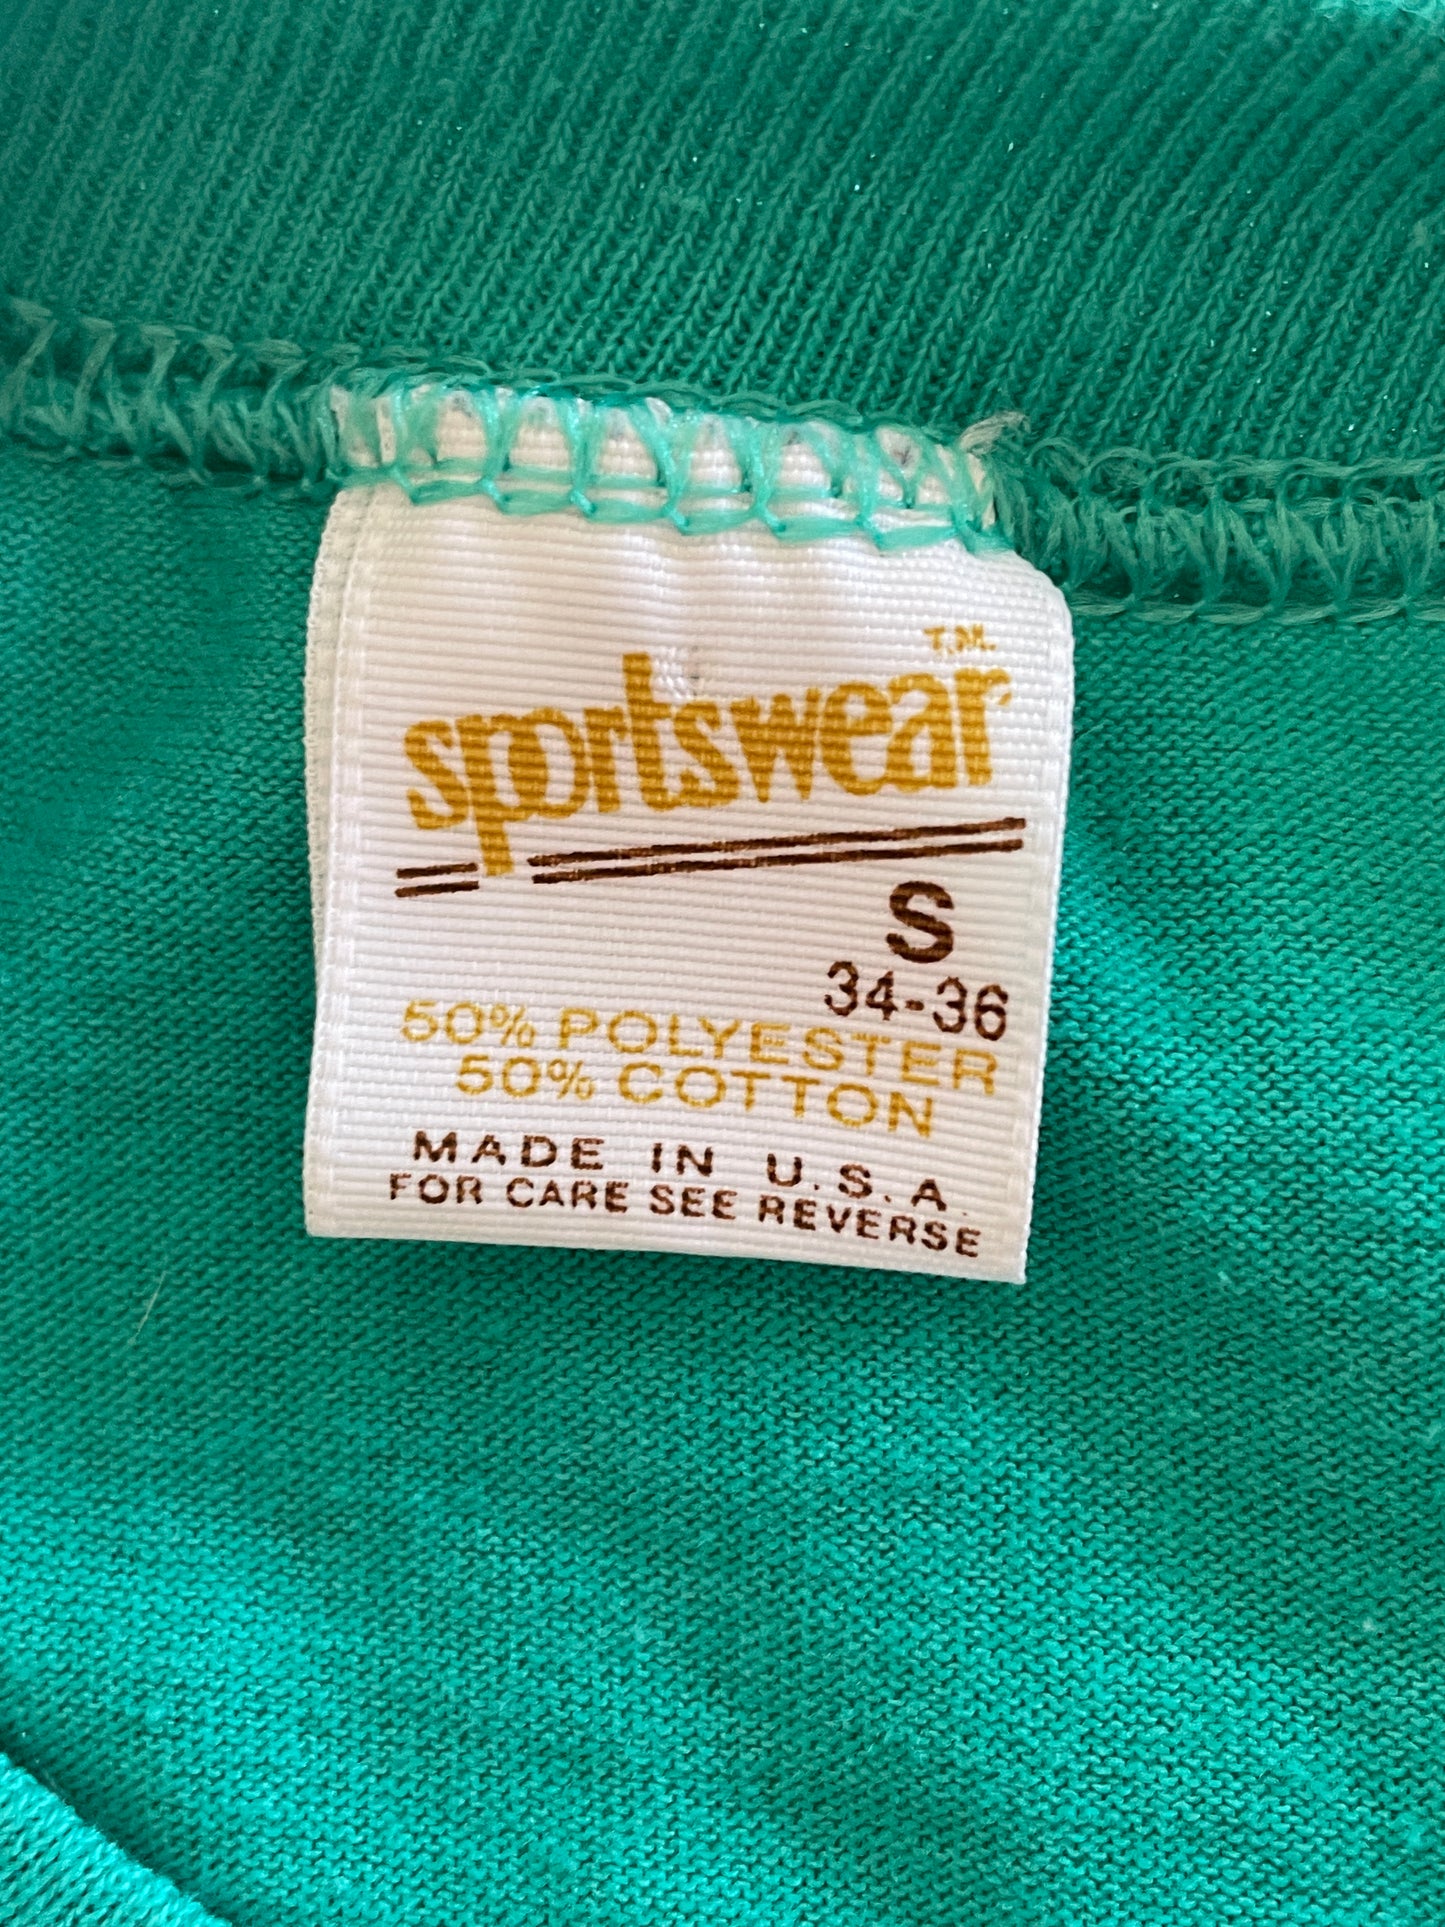 T.M.
sportswear
S
34-36
50% POLYESTER
50% COTTON
MADE IN U.S.A.
FOR CARE SEE REVERSE